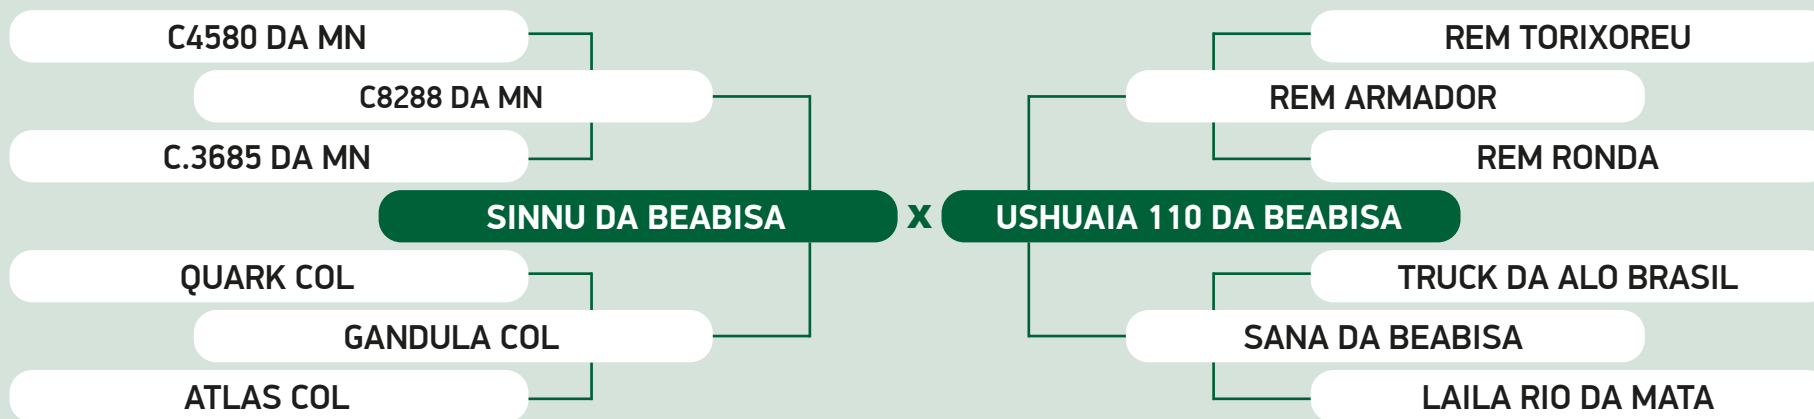 C4580 DA MN
REM TORIXOREU
C8288 DA MN
REM ARMADOR
C.3685 DA MN
REM RONDA
SINNU DA BEABISA X USHUAIA 110 DA BEABISA
QUARK COL
TRUCK DA ALO BRASIL
GANDULA COL
SANA DA BEABISA
ATLAS COL
LAILA RIO DA MATA